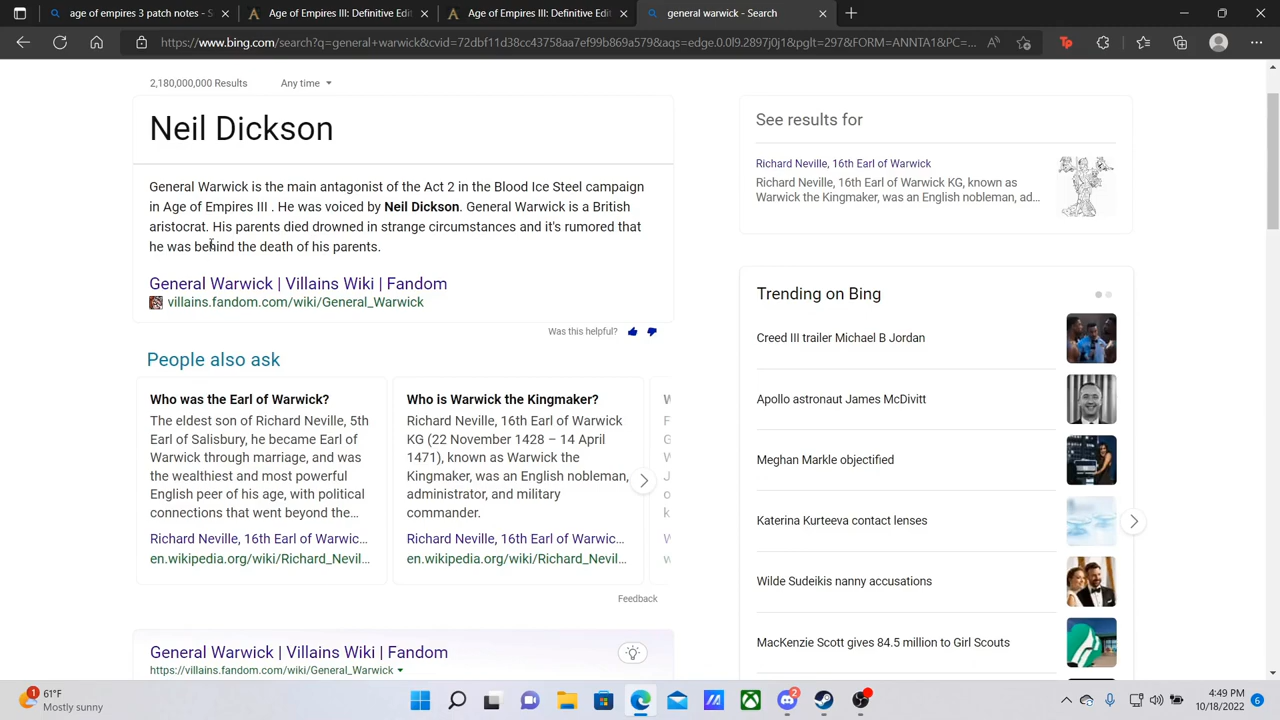 age of empires 3 patch notes - S
Age of Empires III: Definitive Edit
Age of Empires III: Definitive Edit
general warwick - Search
https://www.bing.com/search?q=general+warwick&cvid=72dbf11d38cc43758aa7ef99b869a579&aqs=edge.0.0l9.2897j0j1&pglt=297&FORM=ANNTA1&PC=...
2,180,000,000 Results Any time
Neil Dickson
General Warwick is the main antagonist of the Act 2 in the Blood Ice Steel campaign
in Age of Empires III . He was voiced by Neil Dickson. General Warwick is a British
aristocrat. His parents died drowned in strange circumstances and it's rumored that
he was behind the death of his parents.
General Warwick | Villains Wiki | Fandom
villains.fandom.com/wiki/General_Warwick
Was this helpful?
People also ask
Who was the Earl of Warwick?
The eldest son of Richard Neville, 5th
Earl of Salisbury, he became Earl of
Warwick through marriage, and was
the wealthiest and most powerful
English peer of his age, with political
connections that went beyond the...
Richard Neville, 16th Earl of Warwic...
en.wikipedia.org/wiki/Richard_Nevil...
Who is Warwick the Kingmaker?
Richard Neville, 16th Earl of Warwick
KG (22 November 1428 – 14 April
1471), known as Warwick the
Kingmaker, was an English nobleman,
administrator, and military
commander.
Richard Neville, 16th Earl of Warwic...
en.wikipedia.org/wiki/Richard_Nevil...
Feedback
General Warwick | Villains Wiki | Fandom
https://villains.fandom.com/wiki/General_Warwick
See results for
Richard Neville, 16th Earl of Warwick
Richard Neville, 16th Earl of Warwick KG, known as
Warwick the Kingmaker, was an English nobleman, ad...
Trending on Bing
Creed III trailer Michael B Jordan
Apollo astronaut James McDivitt
Meghan Markle objectified
Katerina Kurteeva contact lenses
Wilde Sudeikis nanny accusations
MacKenzie Scott gives 84.5 million to Girl Scouts
1
61°F
Mostly sunny
2
4:49 PM
10/18/2022
6